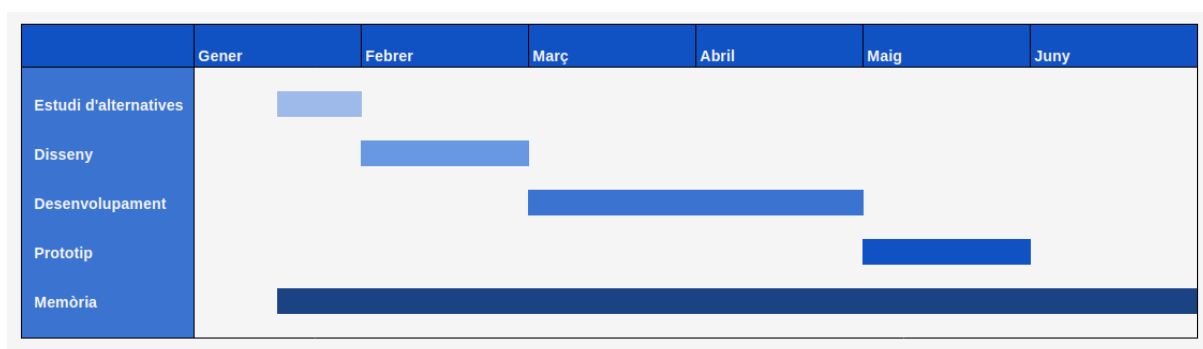 Gener Febrer Març Abril Maig Juny
Estudi d'alternatives
Disseny
Desenvolupament
Prototip
Memòria